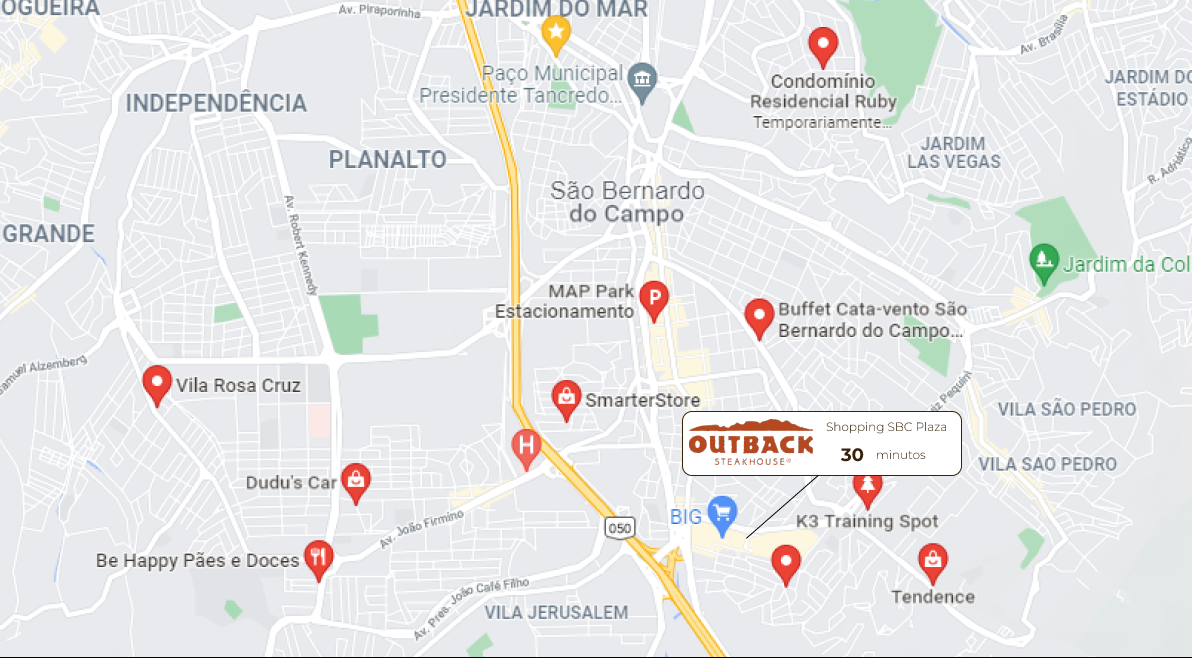 OGUEIRA
Av. Piraporinha
JARDIM DO MAR
Paço Municipal
Presidente Tancredo...
Condomínio
Residencial Ruby
Temporariamente...
Av. Brasília
JARDIM DO
ESTÁDIO
INDEPENDÊNCIA
PLANALTO
JARDIM
LAS VEGAS
R. Adriático
São Bernardo
do Campo
Av. Robert Kennedy
GRANDE
Jardim da Col
MAP Park
Estacionamento
P
Buffet Cata-vento São
Bernardo do Campo...
Samuel Aizemberg
Vila Rosa Cruz
SmarterStore
Pequini
VILA SÃO PEDRO
OUTBACK
STEAKHOUSE®
Shopping SBC Plaza
30 minutos
H
VILA SAO PEDRO
Dudu's Car
BIG
K3 Training Spot
Av. João Firmino
050
Be Happy Pães e Doces
Tendence
Av. Prea. João Café Filho
VILA JERUSALEM